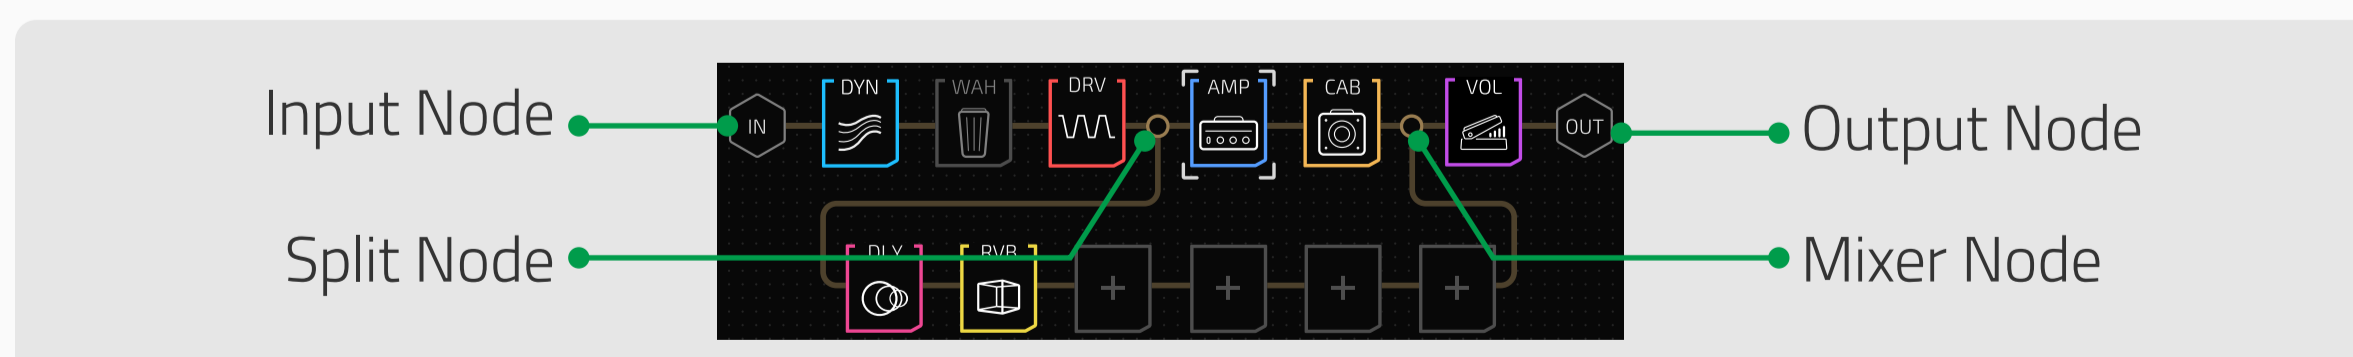 Input Node
IN
DYN
WAH
DRV
AMP
CAB
VOL
OUT
Output Node
Split Node
DLY
RVB
+
+
+
+
Mixer Node